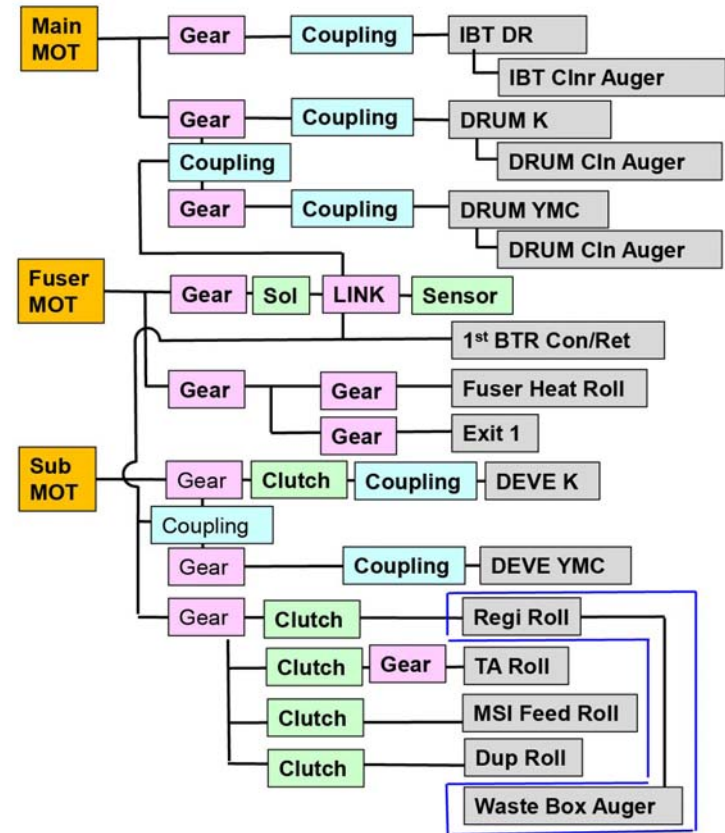 Main
MOT
Gear
Coupling
IBT DR
IBT Clnr Auger
Gear
Coupling
DRUM K
Coupling
DRUM Cln Auger
Gear
Coupling
DRUM YMC
DRUM Cln Auger
Fuser
MOT
Gear
Sol
LINK
Sensor
1st BTR Con/Ret
Gear
Gear
Fuser Heat Roll
Gear
Exit 1
Sub
MOT
Gear
Clutch
Coupling
DEVE K
Coupling
Gear
Coupling
DEVE YMC
Gear
Clutch
Regi Roll
Clutch
Gear
TA Roll
Clutch
MSI Feed Roll
Clutch
Dup Roll
Waste Box Auger